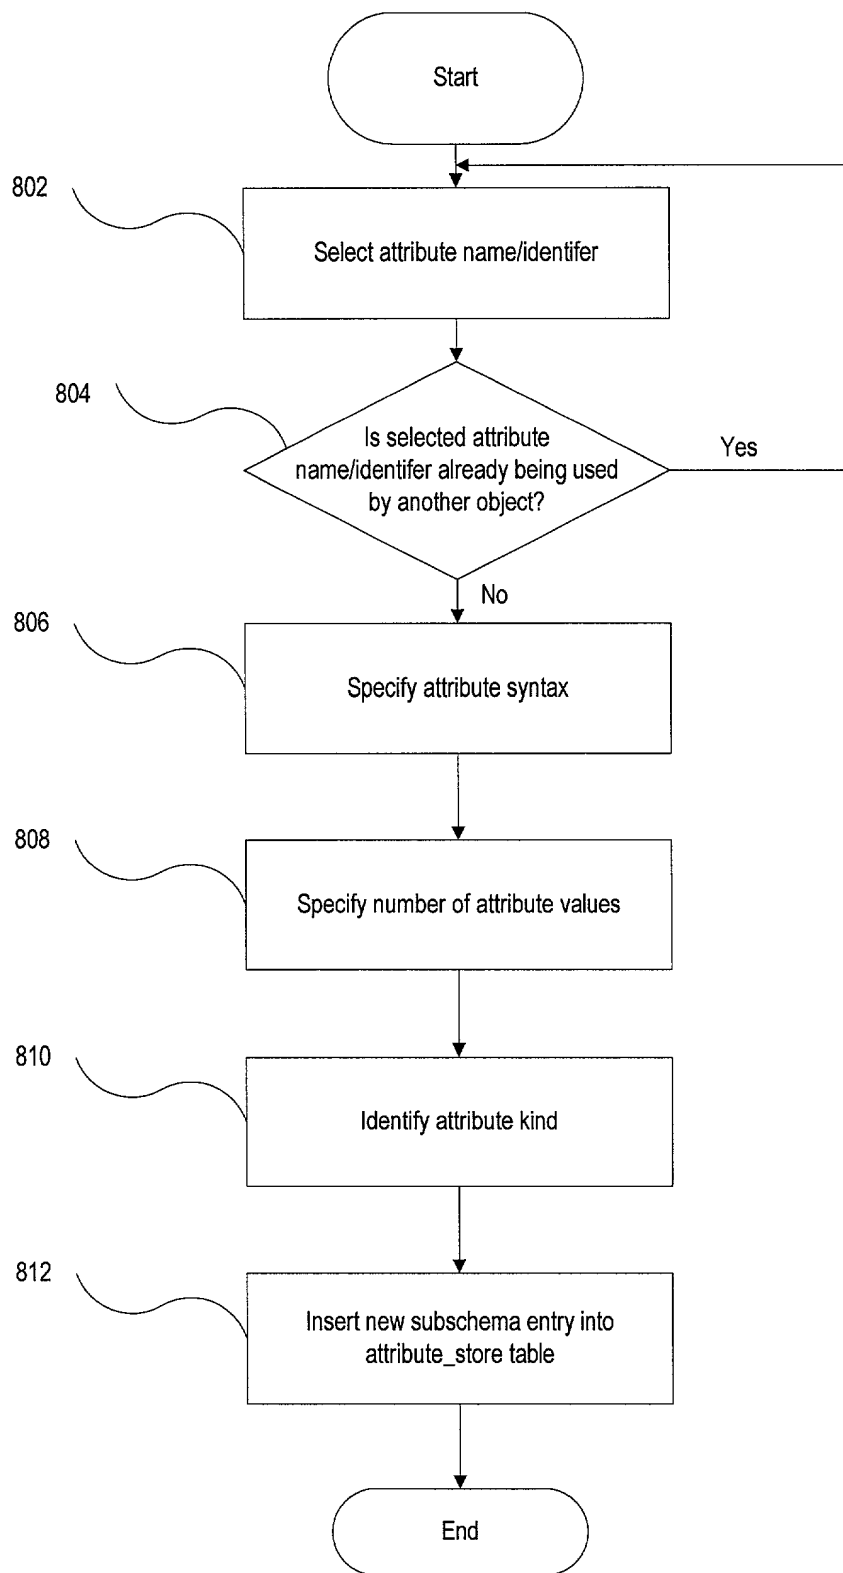 Start
802
Select attribute name/identifer
804
Is selected attribute
name/identifer already being used
by another object?
Yes
No
806
Specify attribute syntax
808
Specify number of attribute values
810
Identify attribute kind
812
Insert new subschema entry into
attribute_store table
End